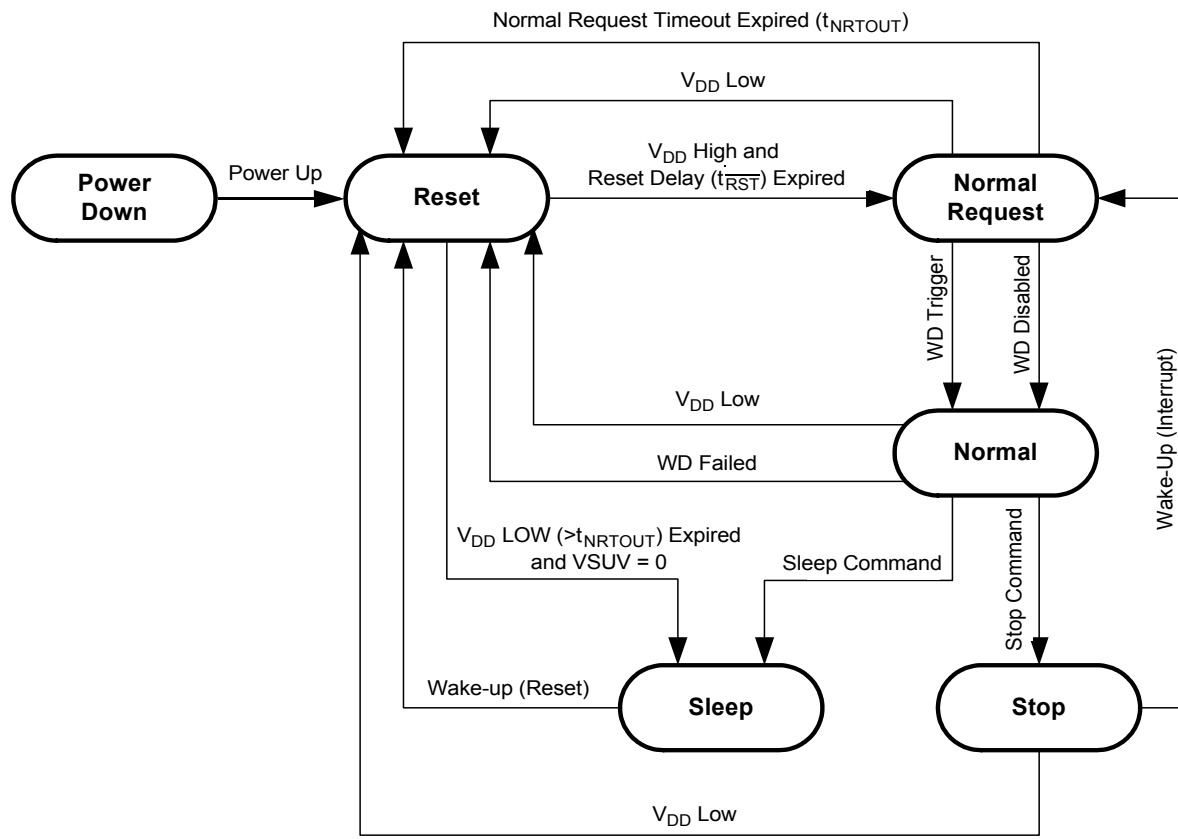 Normal Request Timeout Expired (tNRTOUT)
VDD Low
Power
Down
Power Up
Reset
VDD High and
Reset Delay (tRST) Expired
Normal
Request
WD Trigger
WD Disabled
Wake-Up (Interrupt)
VDD Low
Normal
WD Failed
VDD LOW (>tNRTOUT) Expired
and VSUV = 0
Sleep Command
Stop Command
Wake-up (Reset)
Sleep
Stop
VDD Low